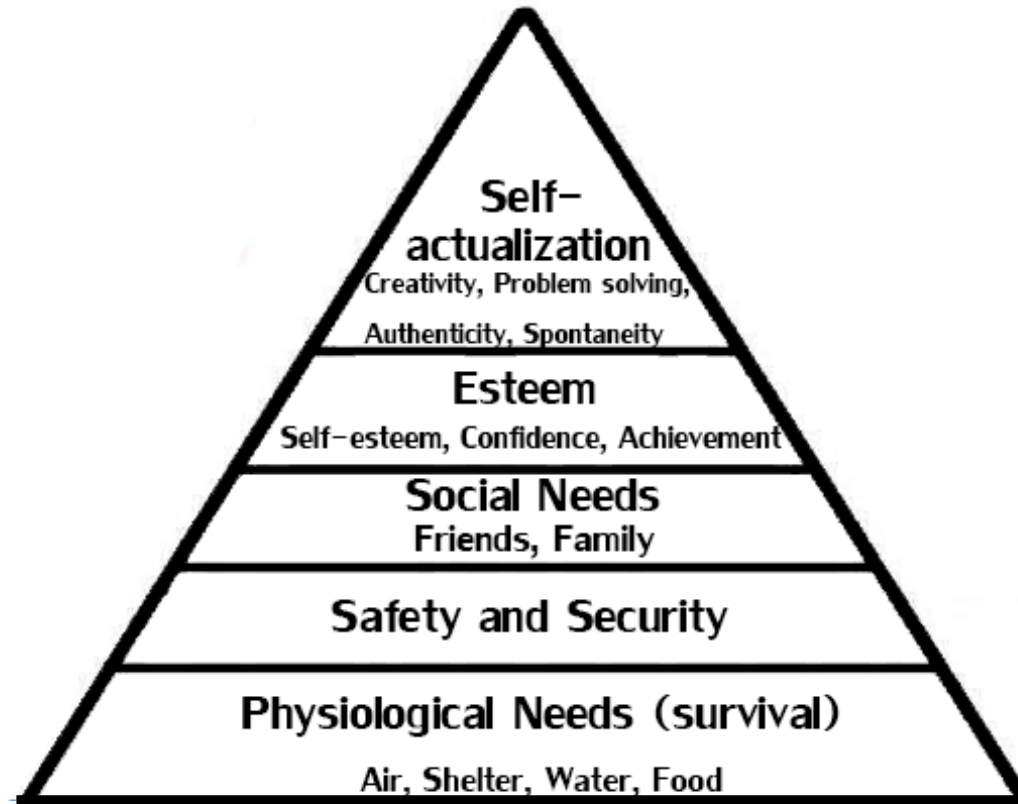 Self-
actualization
Creativity, Problem solving,
Authenticity, Spontaneity
Esteem
Self-esteem, Confidence, Achievement
Social Needs
Friends, Family
Safety and Security
Physiological Needs (survival)
Air, Shelter, Water, Food